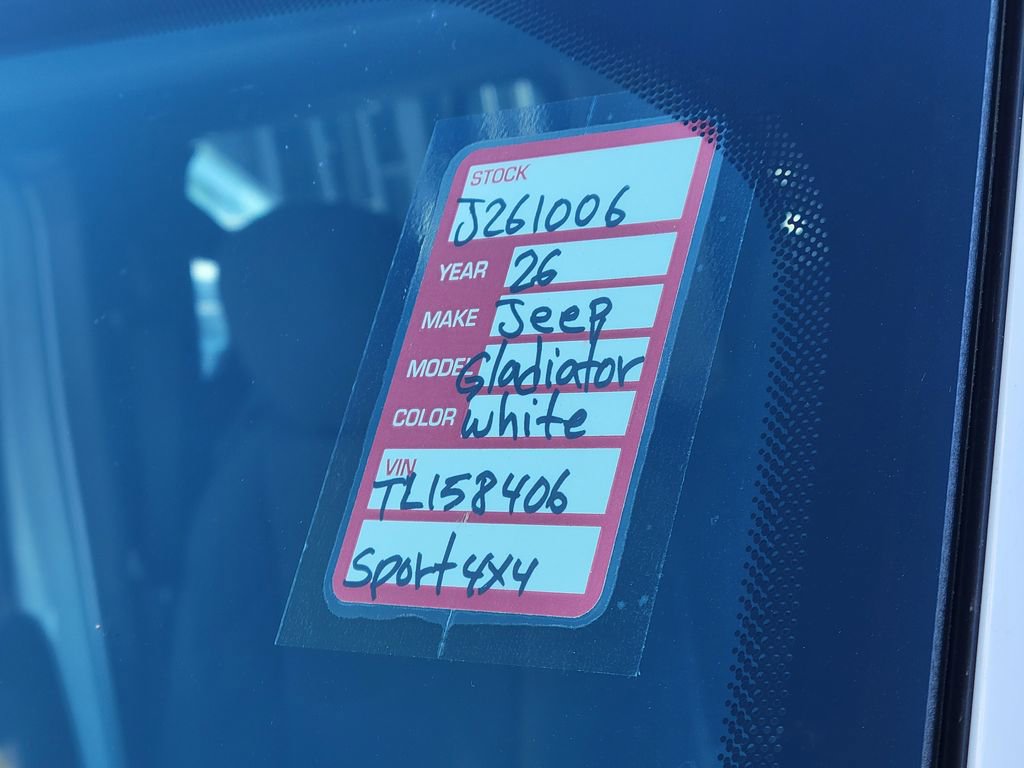 STOCK
J261006
YEAR 26
MAKE Jeep
MODEL Gladiator
COLOR white
VIN
TL158406
Sport 4x4